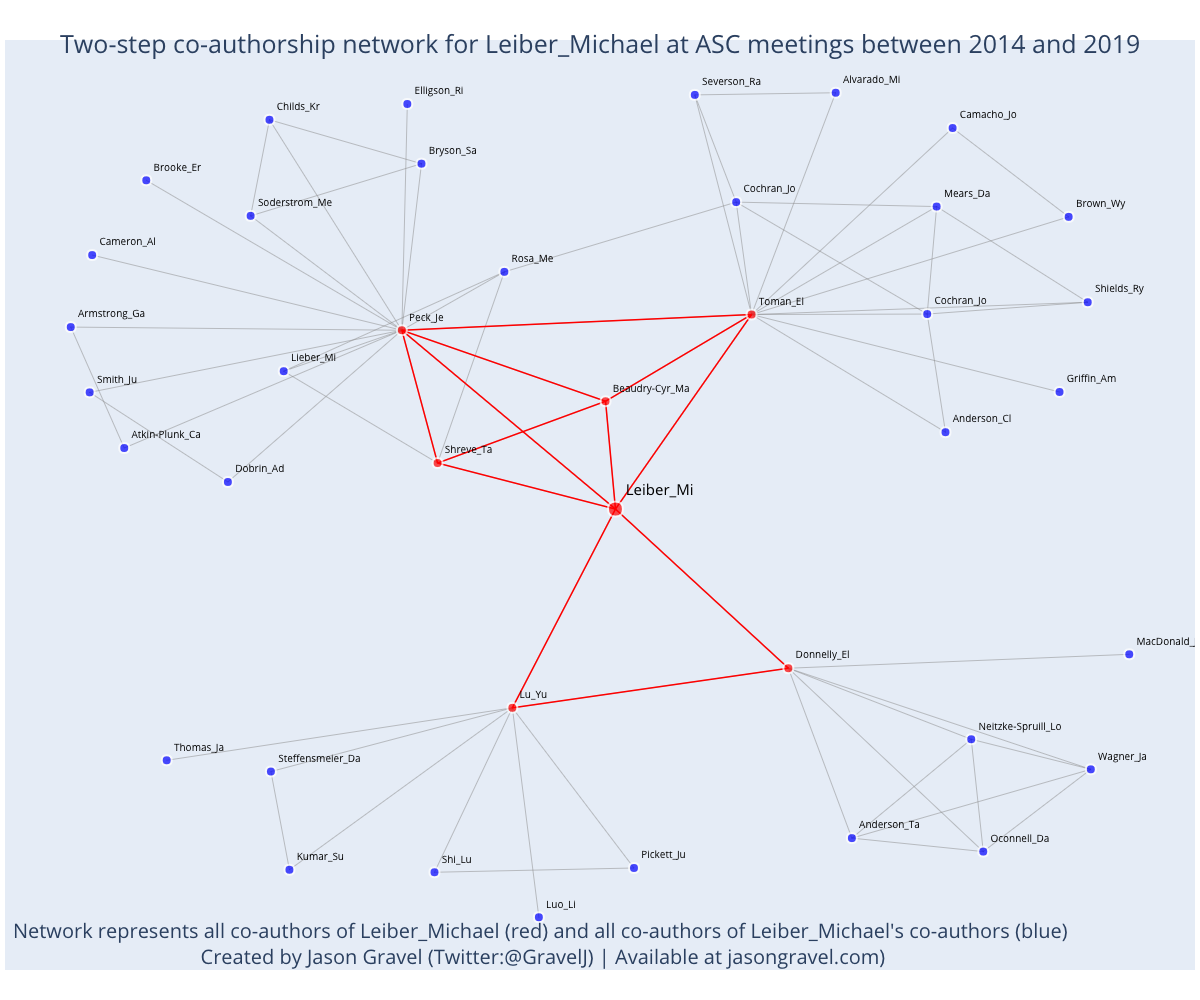 Two-step co-authorship network for Leiber_Michael at ASC meetings between 2014 and 2019
Severson_Ra
Alvarado_Mi
Elligson_Ri
Childs_Kr
Camacho_Jo
Bryson_Sa
Brooke_Er
Cochran_Jo
Mears_Da
Soderstrom_Me
Brown_Wy
Cameron_Al
Rosa_Me
Shields_Ry
Toman_El
Cochran_Jo
Armstrong_Ga
Peck_Je
Lieber_Mi
Smith_Ju
Griffin_Am
Beaudry-Cyr_Ma
Anderson_Cl
Atkin-Plunk_Ca
Shreve_Ta
Dobrin_Ad
Leiber_Mi
MacDonald_
Donnelly_El
Lu_Yu
Neitzke-Spruill_Lo
Thomas_Ja
Steffensmeier_Da
Wagner_Ja
Anderson_Ta
Oconnell_Da
Kumar_Su
Shi_Lu
Pickett_Ju
Luo_Li
Network represents all co-authors of Leiber_Michael (red) and all co-authors of Leiber_Michael's co-authors (blue)
Created by Jason Gravel (Twitter:@GravelJ) | Available at jasongravel.com)